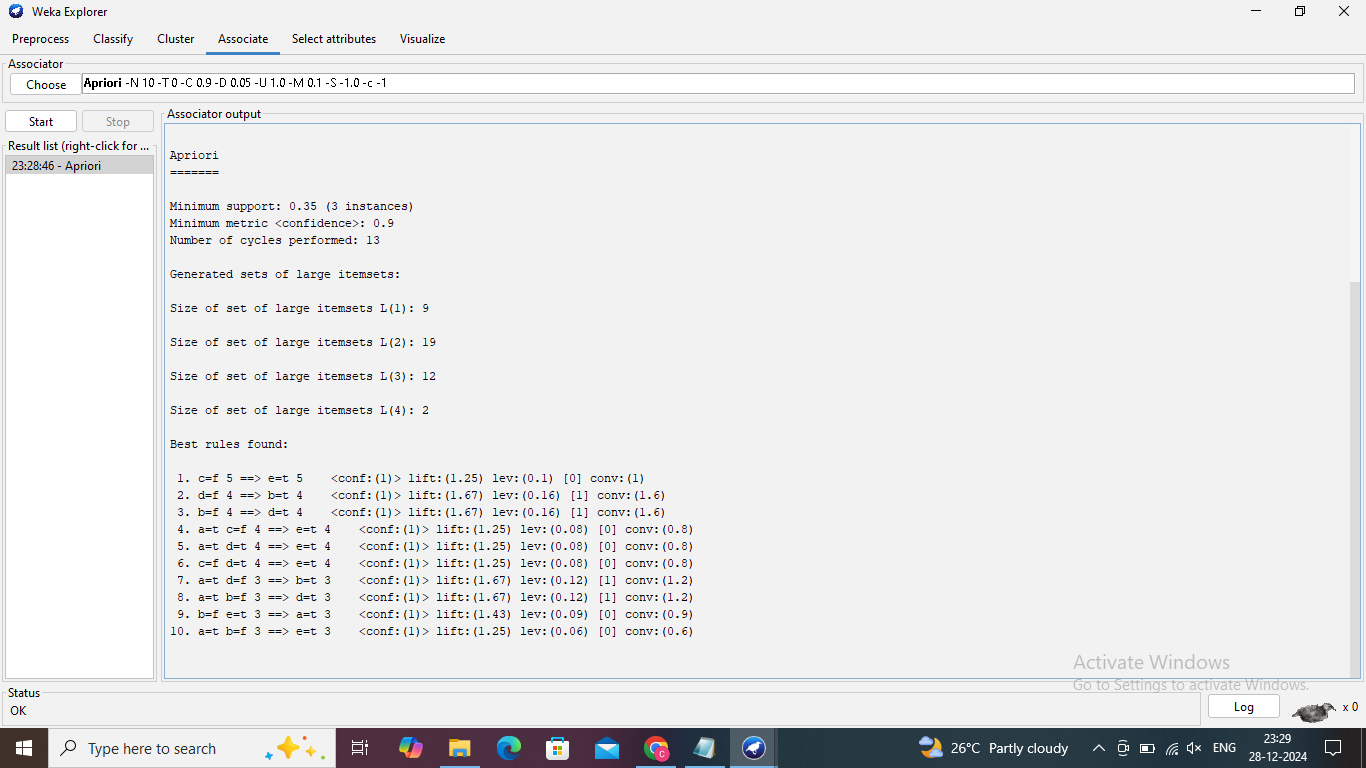 Weka Explorer
Preprocess Classify Cluster Associate Select attributes Visualize
Associator
Choose Apriori -N 10 -T 0 -C 0.9 -D 0.05 -U 1.0 -M 0.1 -S -1.0 -c -1
Start Stop
Result list (right-click for ...
23:28:46 - Apriori
Associator output
Apriori
=======
Minimum support: 0.35 (3 instances)
Minimum metric <confidence>: 0.9
Number of cycles performed: 13
Generated sets of large itemsets:
Size of set of large itemsets L(1): 9
Size of set of large itemsets L(2): 19
Size of set of large itemsets L(3): 12
Size of set of large itemsets L(4): 2
Best rules found:
1. c=f 5 ==> e=t 5 <conf:(1)> lift:(1.25) lev:(0.1) [0] conv:(1)
2. d=f 4 ==> b=t 4 <conf:(1)> lift:(1.67) lev:(0.16) [1] conv:(1.6)
3. b=f 4 ==> d=t 4 <conf:(1)> lift:(1.67) lev:(0.16) [1] conv:(1.6)
4. a=t c=f 4 ==> e=t 4 <conf:(1)> lift:(1.25) lev:(0.08) [0] conv:(0.8)
5. a=t d=t 4 ==> e=t 4 <conf:(1)> lift:(1.25) lev:(0.08) [0] conv:(0.8)
6. c=f d=t 4 ==> e=t 4 <conf:(1)> lift:(1.25) lev:(0.08) [0] conv:(0.8)
7. a=t d=f 3 ==> b=t 3 <conf:(1)> lift:(1.67) lev:(0.12) [1] conv:(1.2)
8. a=t b=f 3 ==> d=t 3 <conf:(1)> lift:(1.67) lev:(0.12) [1] conv:(1.2)
9. b=f e=t 3 ==> a=t 3 <conf:(1)> lift:(1.43) lev:(0.09) [0] conv:(0.9)
10. a=t b=f 3 ==> e=t 3 <conf:(1)> lift:(1.25) lev:(0.06) [0] conv:(0.6)
Activate Windows
Go to Settings to activate Windows.
Status
OK
Log
x 0
Type here to search
26°C Partly cloudy
ENG
23:29
28-12-2024